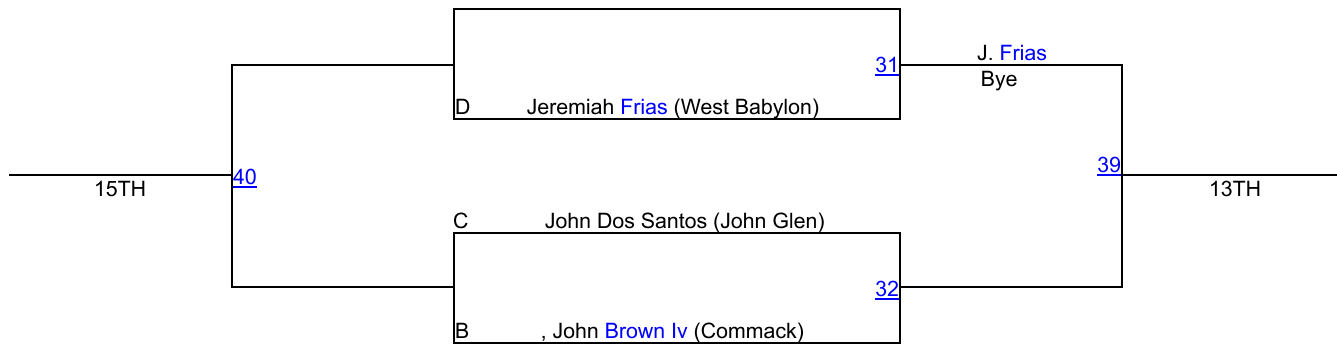 J. Frias
31
Bye
D Jeremiah Frias (West Babylon)
39
40
15TH
13TH
C John Dos Santos (John Glen)
32
B , John Brown Iv (Commack)